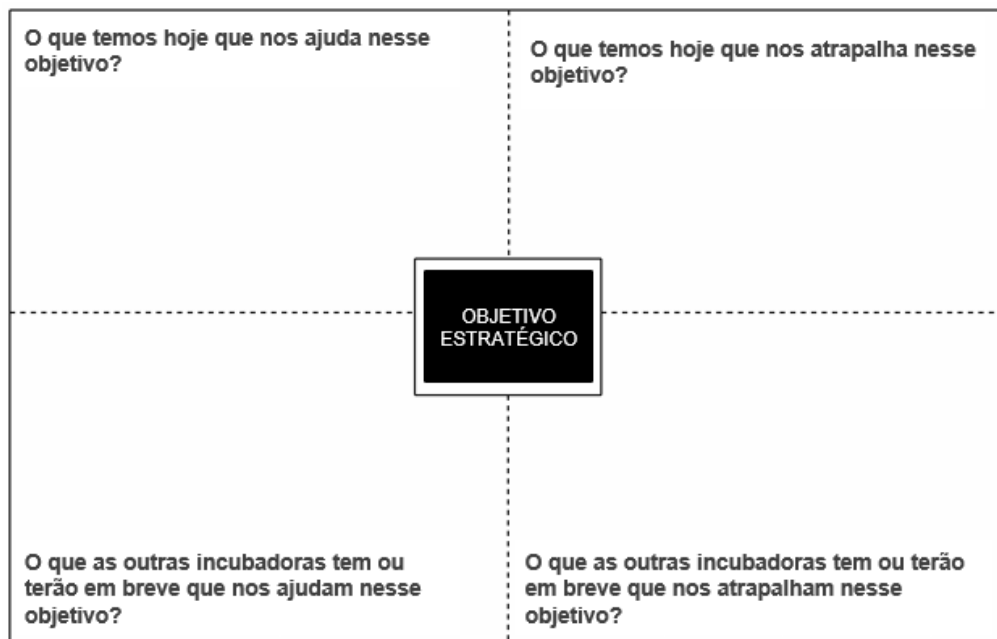 O que temos hoje que nos ajuda nesse
objetivo?
O que temos hoje que nos atrapalha nesse
objetivo?
OBJETIVO
ESTRATÉGICO
O que as outras incubadoras tem ou
terão em breve que nos ajudam nesse
objetivo?
O que as outras incubadoras tem ou terão
em breve que nos atrapalham nesse
objetivo?